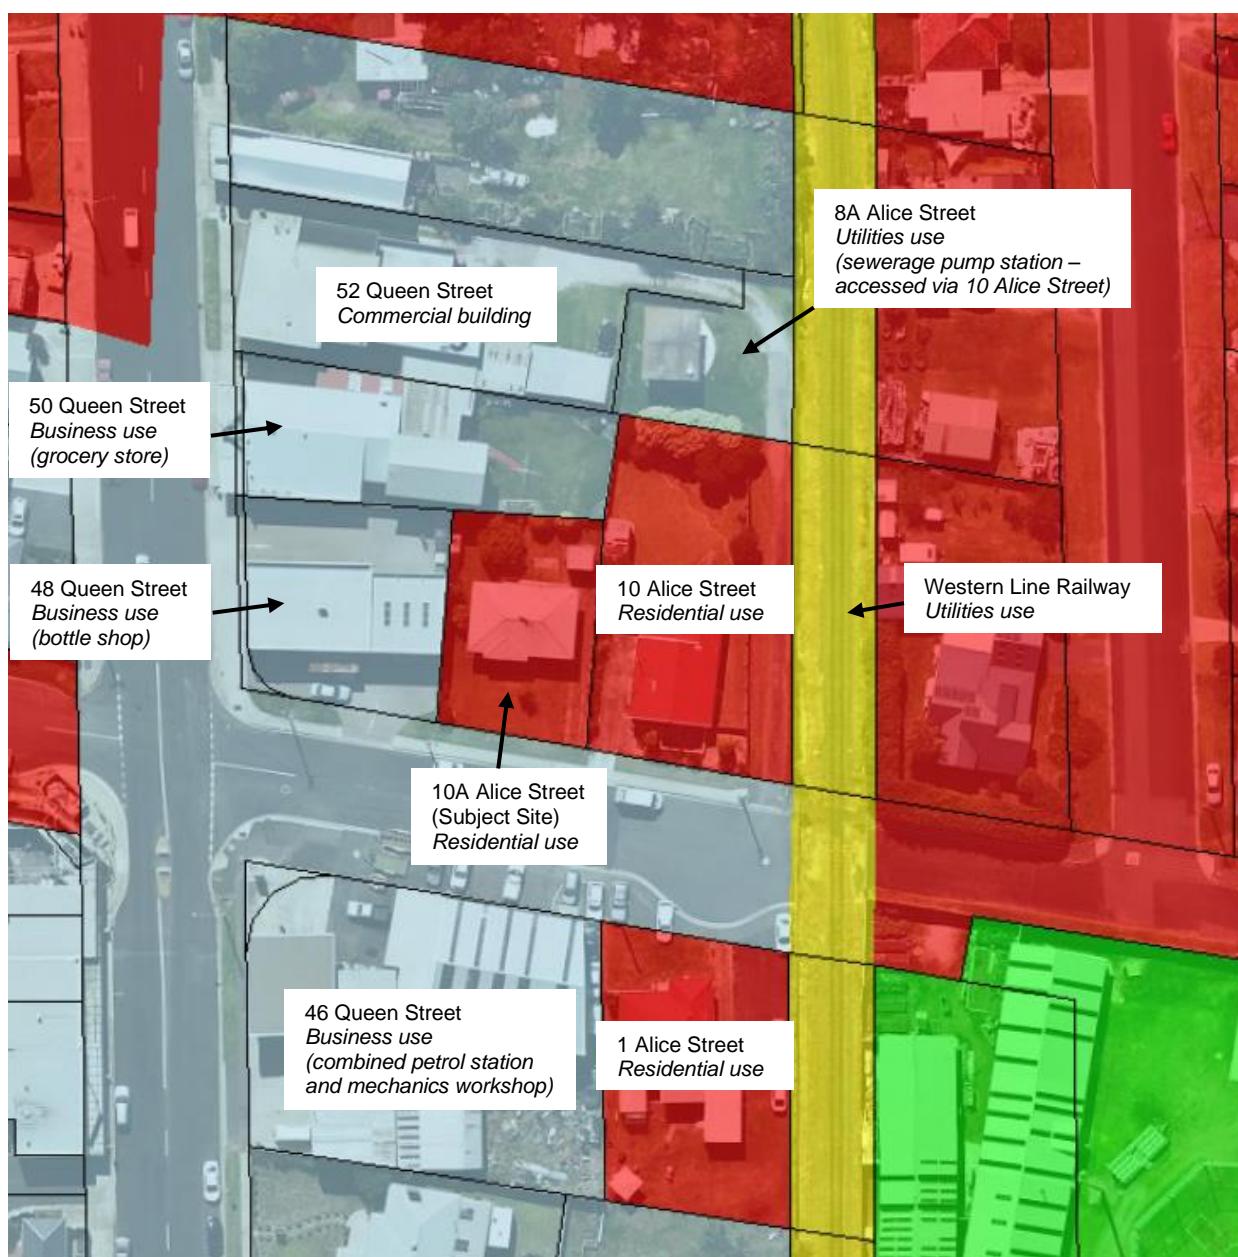 8A Alice Street
Utilities use
(sewerage pump station –
accessed via 10 Alice Street)
52 Queen Street
Commercial building
50 Queen Street
Business use
(grocery store)
48 Queen Street
Business use
(bottle shop)
10 Alice Street
Residential use
Western Line Railway
Utilities use
10A Alice Street
(Subject Site)
Residential use
46 Queen Street
Business use
(combined petrol station
and mechanics workshop)
1 Alice Street
Residential use